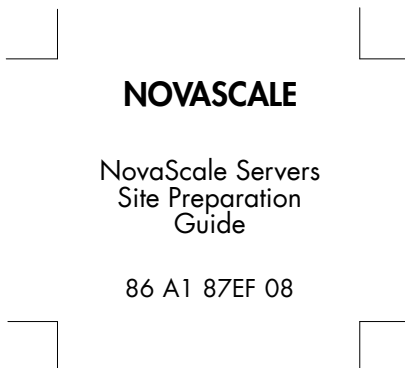 NOVASCALE
NovaScale Servers
Site Preparation
Guide
86 A1 87EF 08